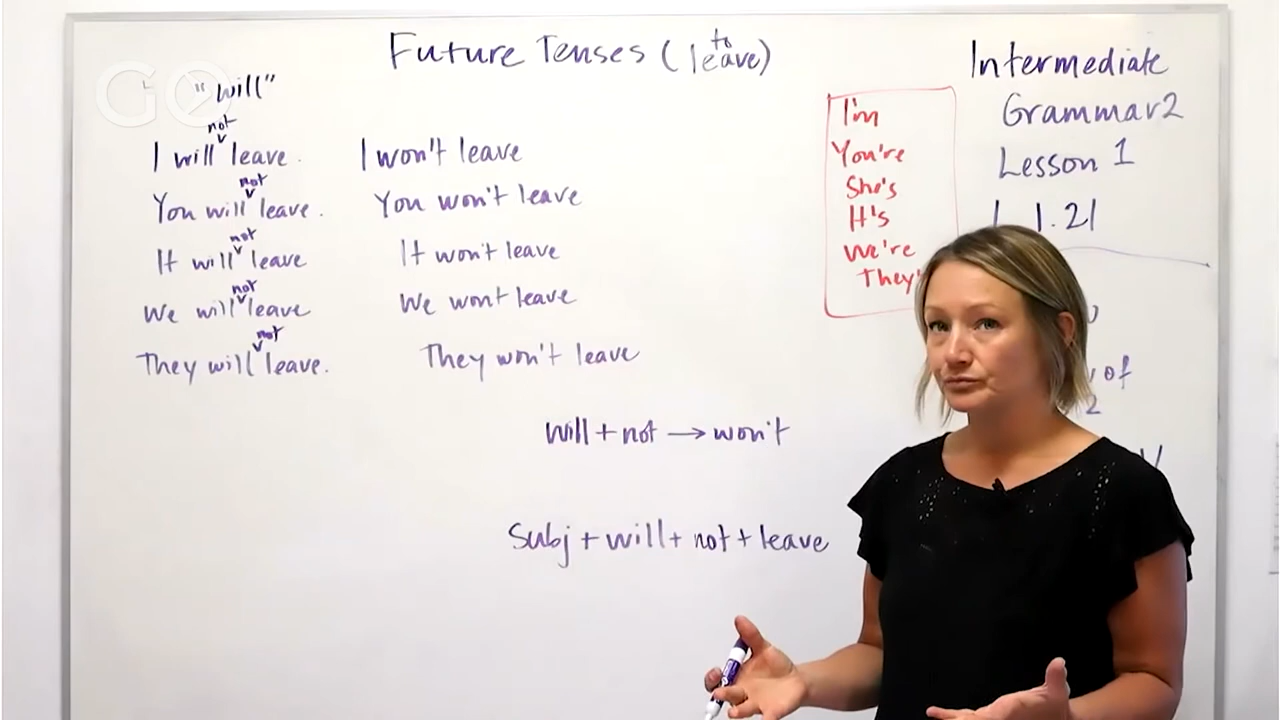 Future Tenses (to leave)
GO
"will"
I will not leave.
You will not leave.
It will not leave
We will not leave
They will not leave.
I won't leave
You won't leave
It won't leave
We won't leave
They won't leave
will + not → won't
Subj + will + not + leave
I'm
You're
She's
It's
We're
They'
Intermediate
Grammar 2
Lesson 1
1.21
of
2